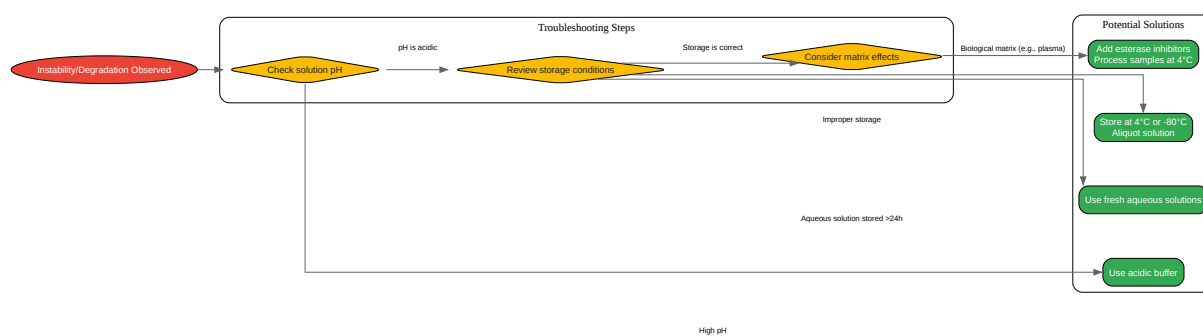 Troubleshooting Steps
Potential Solutions
pH is acidic
Storage is correct
Biological matrix (e.g., plasma)
Instability/Degradation Observed
Check solution pH
Review storage conditions
Consider matrix effects
Add esterase inhibitors
Process samples at 4°C
Improper storage
Store at 4°C or -80°C
Aliquot solution
Use fresh aqueous solutions
Aqueous solution stored >24h
Use acidic buffer
High pH